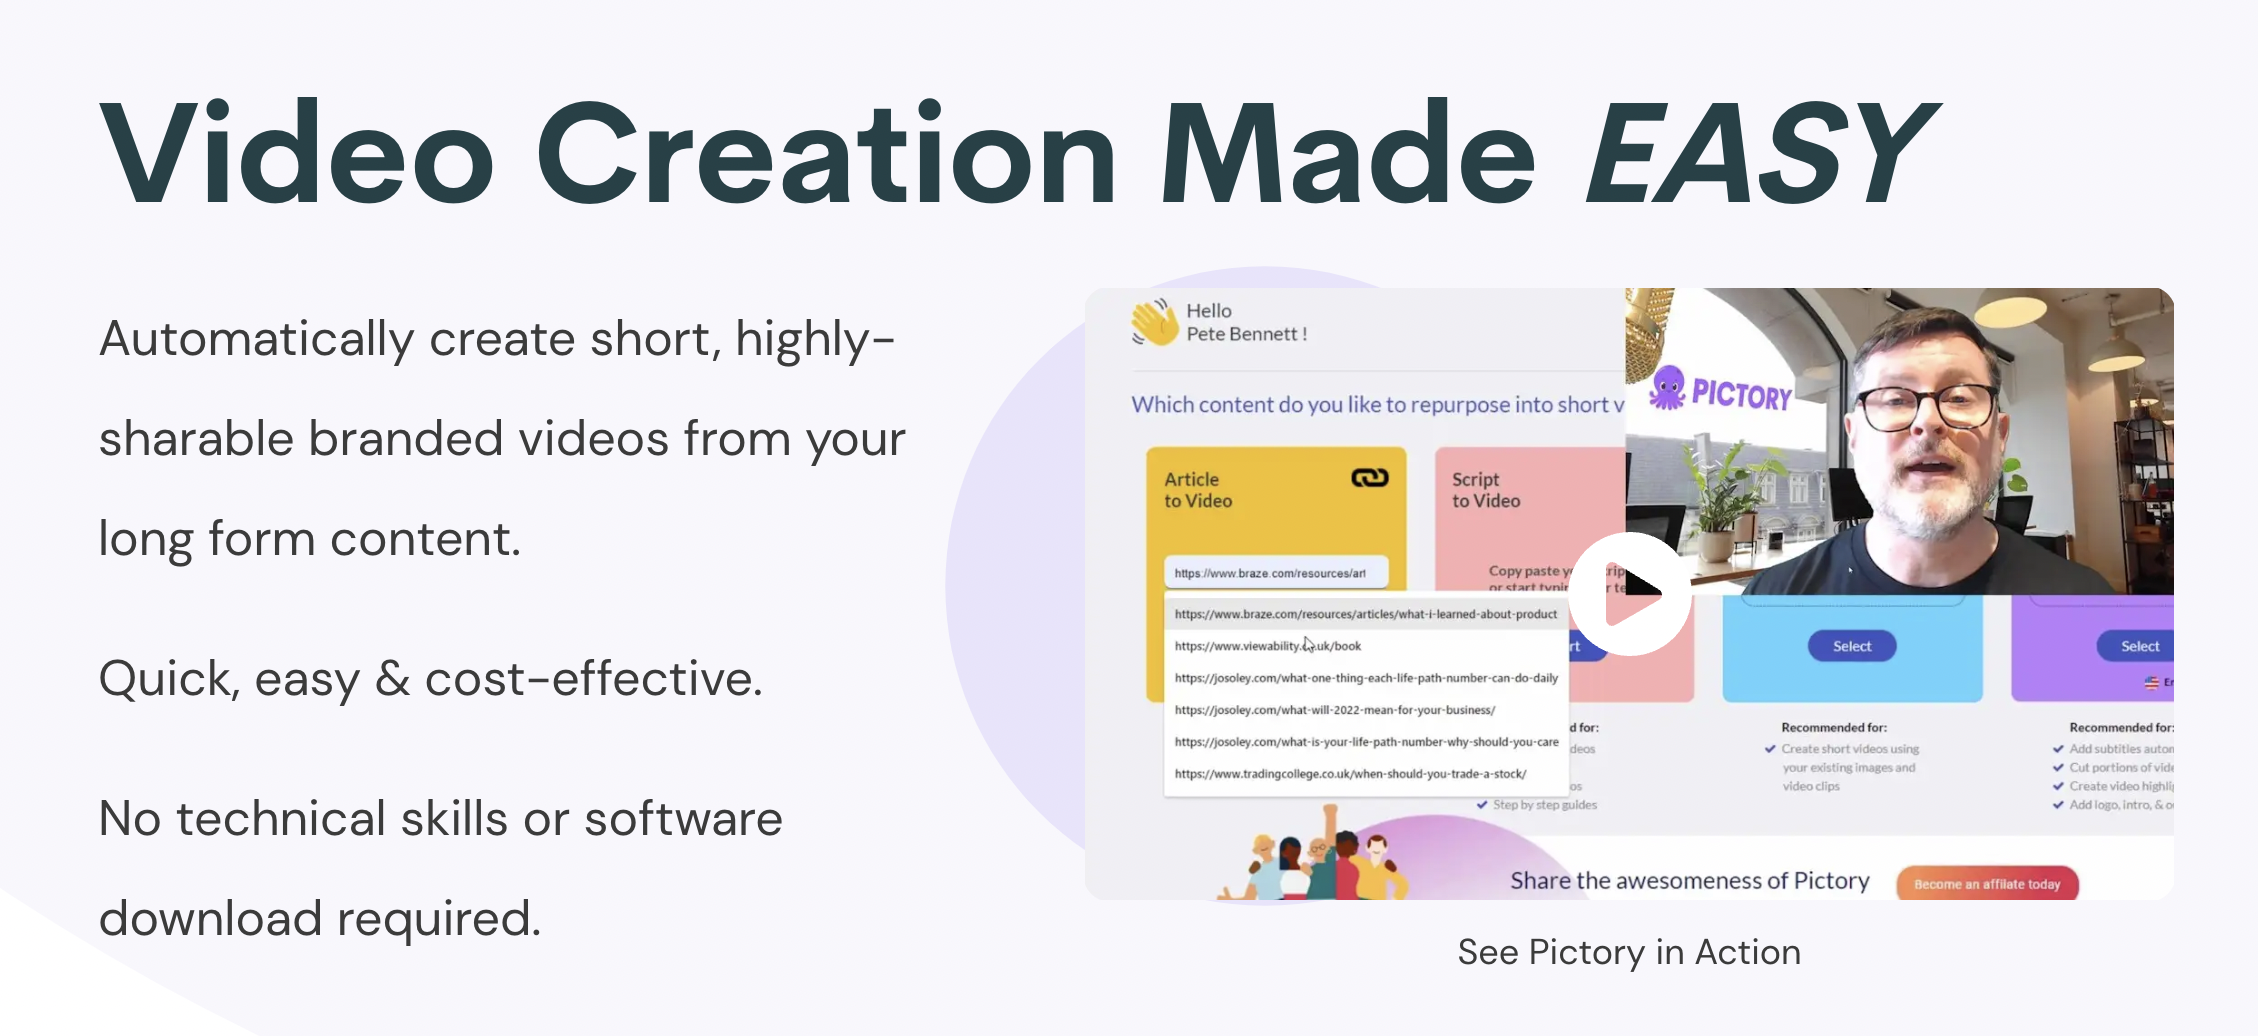 Video Creation Made EASY
Automatically create short, highly-
sharable branded videos from your
long form content.
Quick, easy & cost-effective.
No technical skills or software
download required.
Hello
Pete Bennett !
Which content do you like to repurpose into short v
PICTORY
Article
to Video
https://www.braze.com/resources/art
https://www.braze.com/resources/articles/what-i-learned-about-product
https://www.viewability. .uk/book
https://josoley.com/what-one-thing-each-life-path-number-can-do-daily
https://josoley.com/what-will-2022-mean-for-your-business/
https://josoley.com/what-is-your-life-path-number-why-should-you-care
https://www.tradingcollege.co.uk/when-should-you-trade-a-stock/
Script
to Video
Copy paste
or start
d for:
deos
os
Step by step guides
Select
Recommended for:
Create short videos using
your existing images and
video clips
Select
Recommended for:
Add subtitles
Cut portions of
Create video
Add logo, intro, &
Share the awesomeness of Pictory
Become an affilate today
See Pictory in Action